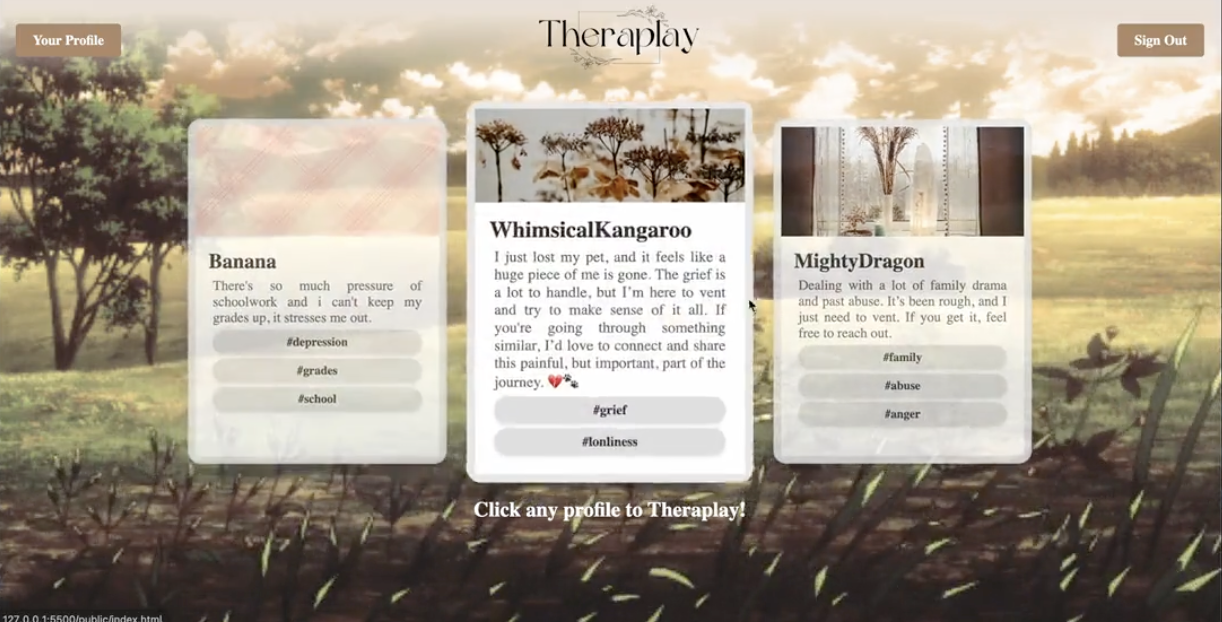 Your Profile
Theraplay
Sign Out
Banana
There's so much pressure of
schoolwork and i can't keep my
grades up, it stresses me out.
#depression
#grades
#school
WhimsicalKangaroo
I just lost my pet, and it feels like a
huge piece of me is gone. The grief is
a lot to handle, but I'm here to vent
and try to make sense of it all. If
you're going through something
similar, I'd love to connect and share
this painful, but important, part of the
journey. 💔🐾
#grief
#lonliness
MightyDragon
Dealing with a lot of family drama
and past abuse. It's been rough, and I
just need to vent. If you get it, feel
free to reach out.
#family
#abuse
#anger
Click any profile to Theraplay!
127.0.0.1:5500/public/index.html